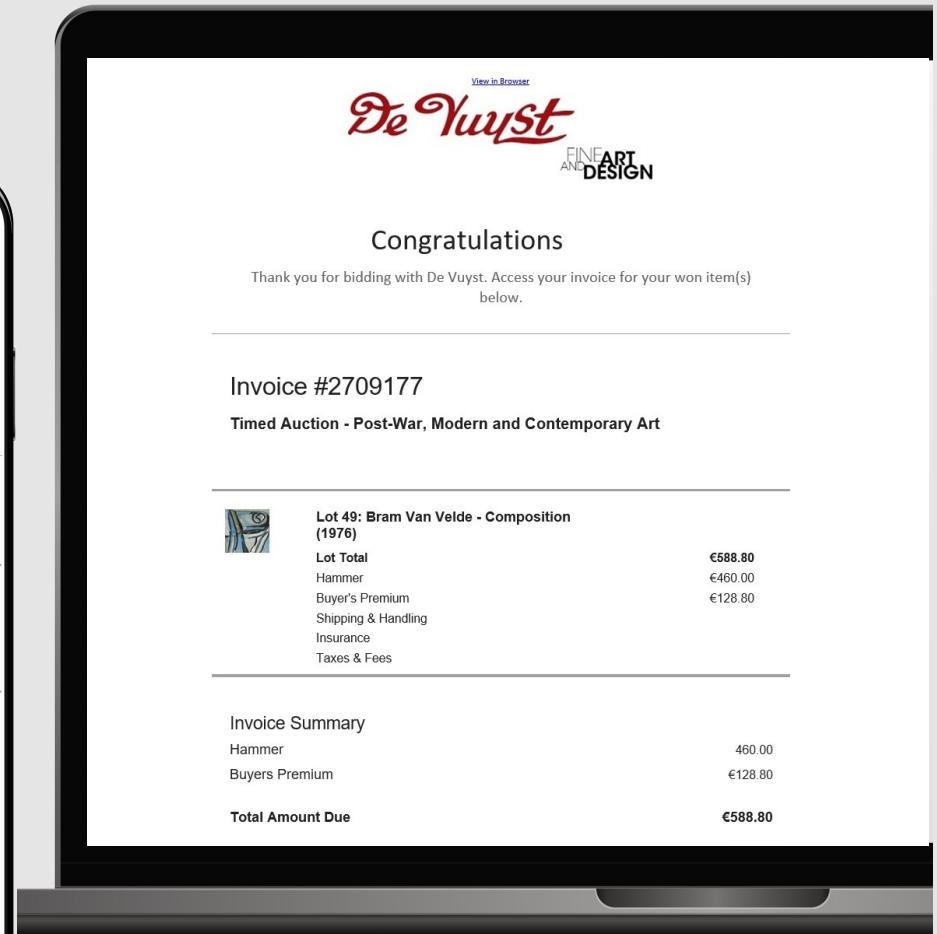 View in Browser
De Vuyst
FINE ART
AND DESIGN
Congratulations
Thank you for bidding with De Vuyst. Access your invoice for your won item(s)
below.
Invoice #2709177
Timed Auction - Post-War, Modern and Contemporary Art
Lot 49: Bram Van Velde - Composition
(1976)
Lot Total €588.80
Hammer €460.00
Buyer's Premium €128.80
Shipping & Handling
Insurance
Taxes & Fees
Invoice Summary
Hammer 460.00
Buyers Premium €128.80
Total Amount Due €588.80